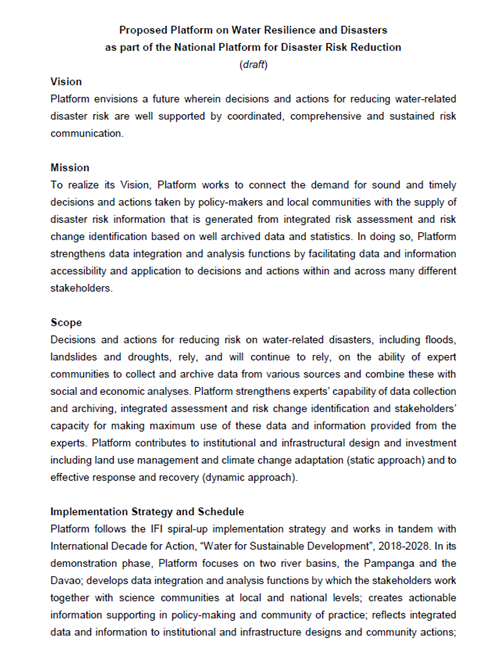 Proposed Platform on Water Resilience and Disasters
as part of the National Platform for Disaster Risk Reduction
(draft)
Vision
Platform envisions a future wherein decisions and actions for reducing water-related
disaster risk are well supported by coordinated, comprehensive and sustained risk
communication.
Mission
To realize its Vision, Platform works to connect the demand for sound and timely
decisions and actions taken by policy-makers and local communities with the supply of
disaster risk information that is generated from integrated risk assessment and risk
change identification based on well archived data and statistics. In doing so, Platform
strengthens data integration and analysis functions by facilitating data and information
accessibility and application to decisions and actions within and across many different
stakeholders.
Scope
Decisions and actions for reducing risk on water-related disasters, including floods,
landslides and droughts, rely, and will continue to rely, on the ability of expert
communities to collect and archive data from various sources and combine these with
social and economic analyses. Platform strengthens experts' capability of data collection
and archiving, integrated assessment and risk change identification and stakeholders'
capacity for making maximum use of these data and information provided from the
experts. Platform contributes to institutional and infrastructural design and investment
including land use management and climate change adaptation (static approach) and to
effective response and recovery (dynamic approach).
Implementation Strategy and Schedule
Platform follows the IFI spiral-up implementation strategy and works in tandem with
International Decade for Action, "Water for Sustainable Development", 2018-2028. In its
demonstration phase, Platform focuses on two river basins, the Pampanga and the
Davao; develops data integration and analysis functions by which the stakeholders work
together with science communities at local and national levels; creates actionable
information supporting in policy-making and community of practice; reflects integrated
data and information to institutional and infrastructure designs and community actions;